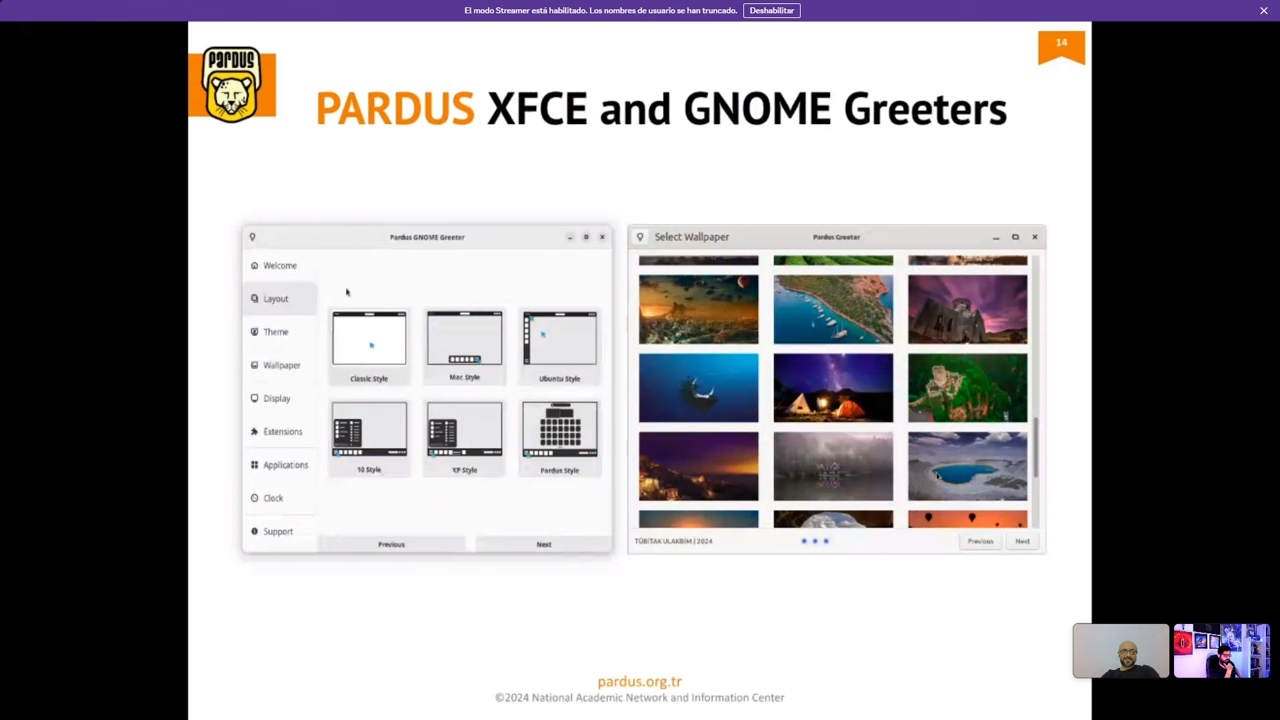 El modo Streamer está habilitado. Los nombres de usuario se han truncado. Deshabilitar
PARDUS
14
PARDUS XFCE and GNOME Greeters
Pardus GNOME Greeter
Welcome
Layout
Theme
Wallpaper
Display
Extensions
Applications
Clock
Support
Classic Style
Mac Style
Ubuntu Style
10 Style
XP Style
Pardus Style
Previous
Next
Select Wallpaper
Pardus Greeter
TÜBİTAK ULAKBİM | 2024
Previous
Next
pardus.org.tr
©2024 National Academic Network and Information Center